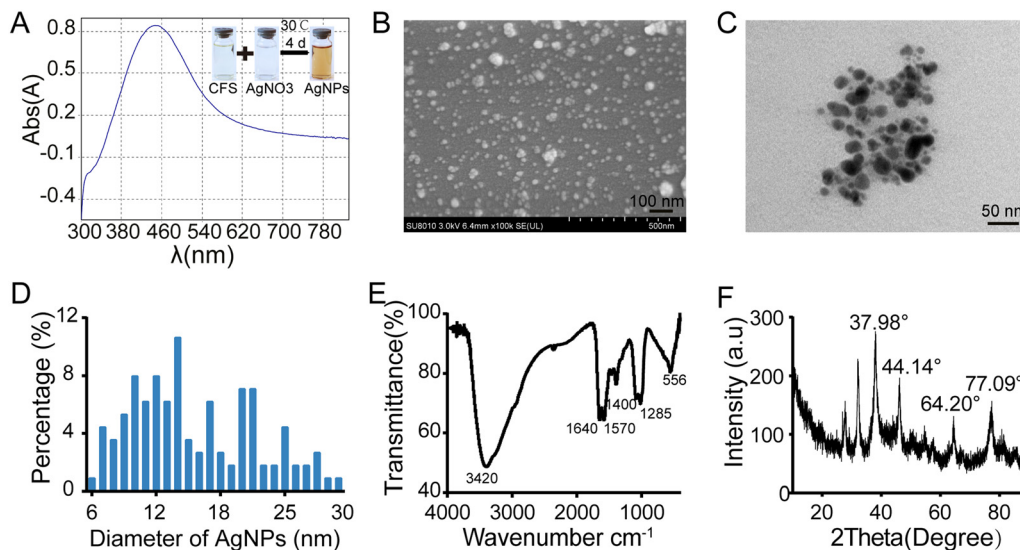 A
Abs(A)
0.8
0.5
0.2
-0.1
-0.4
300 380 460 540 620 700 780
λ(nm)
30 C
4 d
CFS + AgNO3 AgNPs
B
100 nm
SU8010 3.0kV 6.4mm x100k SE(UL) 500nm
C
50 nm
D
Percentage (%)
12
8
4
0
6 12 18 24 30
Diameter of AgNPs (nm)
E
Transmittance(%)
100
80
60
40
3420
1640
1570
1400
1285
556
4000 3000 2000 1000
Wavenumber cm-1
F
Intensity (a.u)
300
200
100
0
37.98°
44.14°
64.20°
77.09°
20 40 60 80
2Theta(Degree)